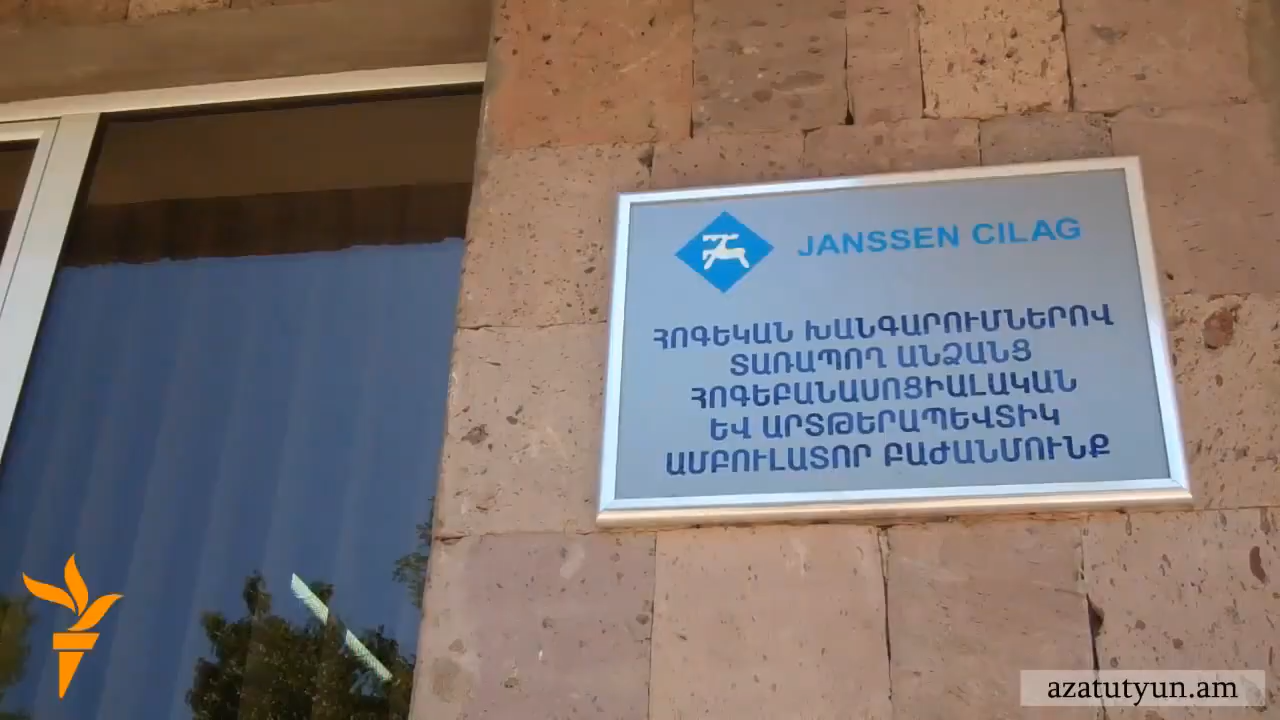 JANSSEN CILAG
ՀՈԳԵԿԱՆ ԽԱՆԳԱՐՈՒՄՆԵՐՈՎ
ՏԱՌԱՊՈՂ ԱՆՁԱՆՑ
ՀՈԳԵԲԱՆԱՍՈՑԻԱԼԱԿԱՆ
ԵՎ ԱՐՏԹԵՐԱՊԵՎՏԻԿ
ԱՄԲՈՒԼԱՏՈՐ ԲԱԺԱՆՄՈՒՆՔ
azatutyun.am